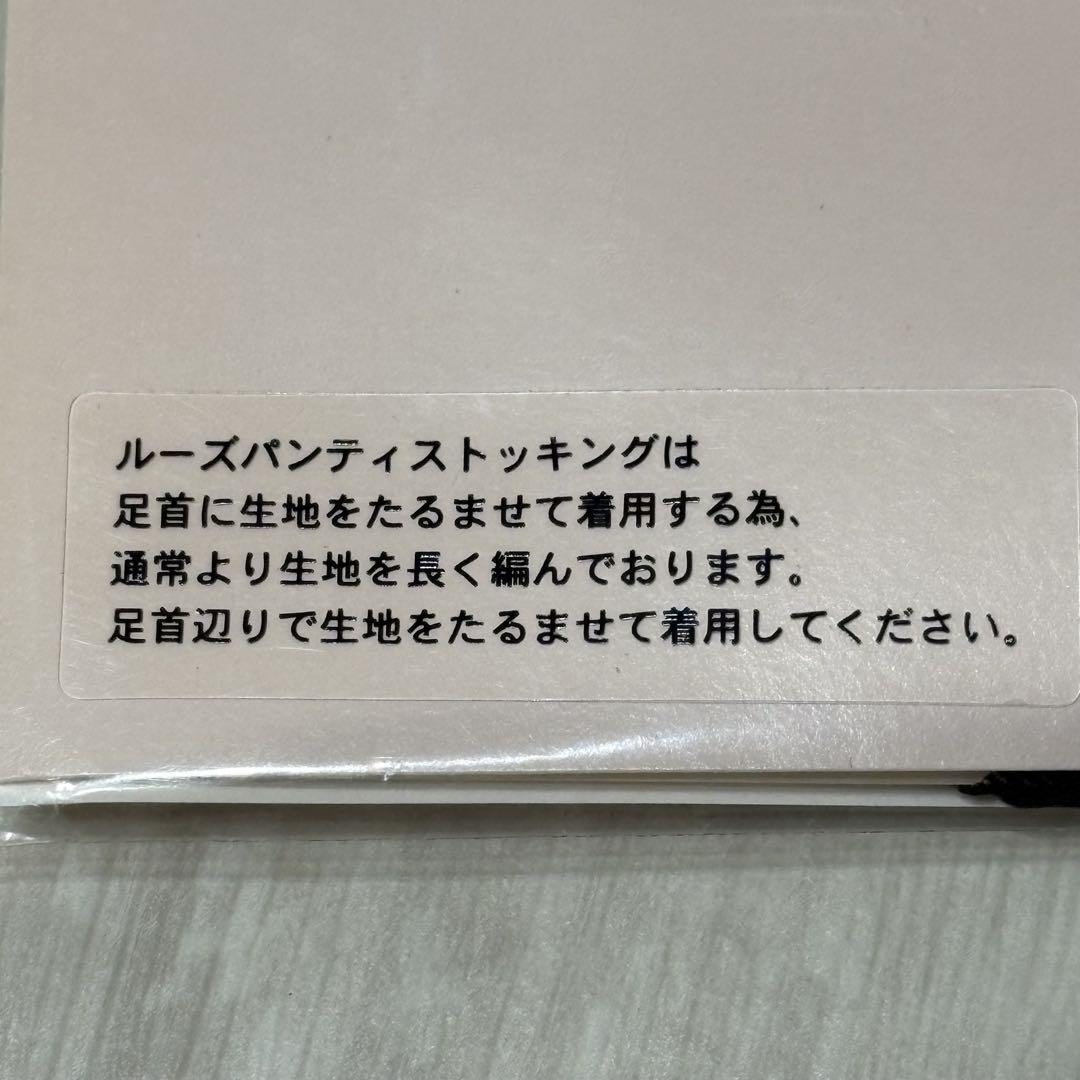 ルーズパンティストッキングは
足首に生地をたるませて着用する為、
通常より生地を長く編んでおります。
足首辺りで生地をたるませて着用してください。